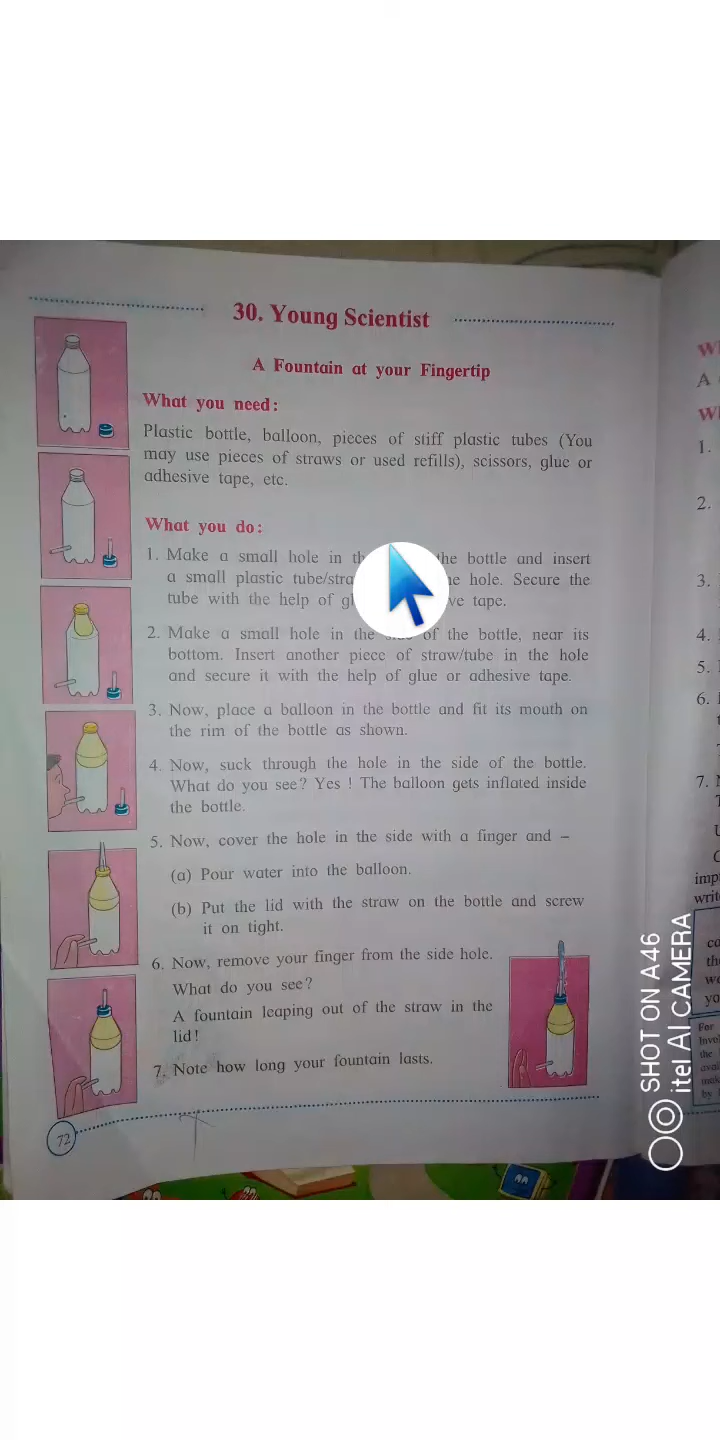 30. Young Scientist
A Fountain at your Fingertip
What you need:
Plastic bottle, balloon, pieces of stiff plastic tubes (You
may use pieces of straws or used refills), scissors, glue or
adhesive tape, etc.
What you do:
1. Make a small hole in the bottle and insert
a small plastic hole. Secure the
tube with the help of tape.
2. Make a small hole in the of the bottle, near its
bottom. Insert another piece of straw/tube in the hole
and secure it with the help of glue or adhesive tape.
3. Now, place a balloon in the bottle and fit its mouth on
the rim of the bottle as shown.
4. Now, suck through the hole in the side of the bottle.
What do you see? Yes ! The balloon gets inflated inside
the bottle.
5. Now, cover the hole in the side with a finger and –
(a) Pour water into the balloon.
(b) Put the lid with the straw on the bottle and screw
it on tight.
6. Now, remove your finger from the side hole.
What do you see?
A fountain leaping out of the straw in the
lid!
7. Note how long your fountain lasts.
72
A
1.
2.
3.
4.
5.
6.
7.
For
the
by
SHOT ON A46
itel AI CAMERA